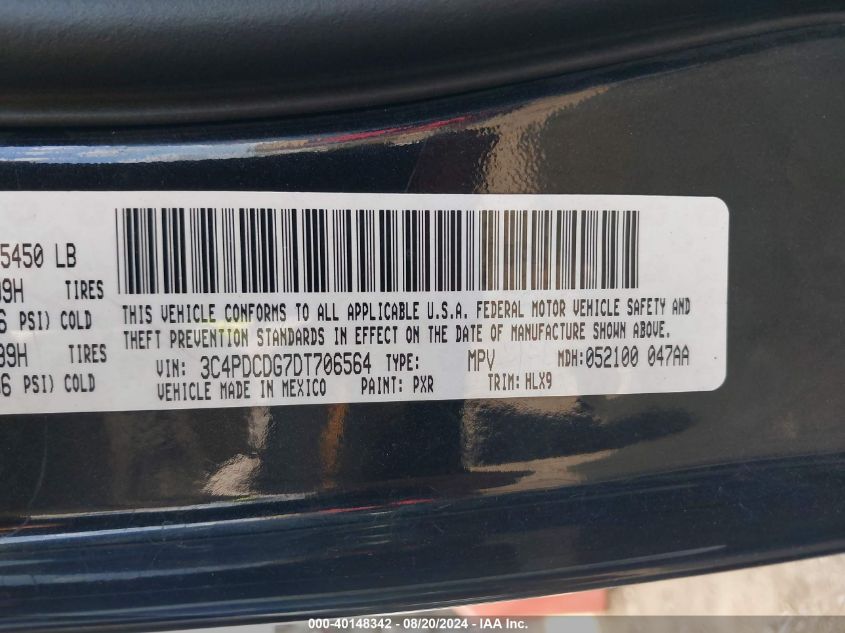 5450 LB
99H TIRES
6 PSI) COLD
99H TIRES
6 PSI) COLD
THIS VEHICLE CONFORMS TO ALL APPLICABLE U.S.A. FEDERAL MOTOR VEHICLE SAFETY AND
THEFT PREVENTION STANDARDS IN EFFECT ON THE DATE OF MANUFACTURE SHOWN ABOVE.
VIN: 3C4PDCDG7DT706564 TYPE: MPV MDH:052100 047AA
VEHICLE MADE IN MEXICO PAINT: PXR TRIM: HLX9
000-40148342 - 08/20/2024 - IAA Inc.